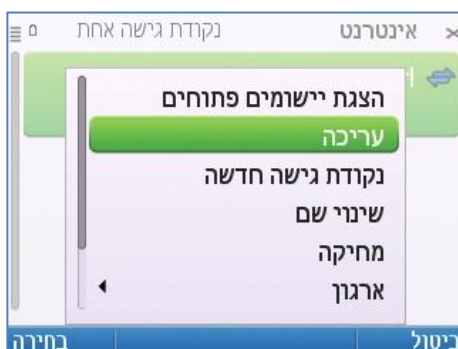 אינטרנט נקודת גישה אחת
הצגת יישומים פתוחים
עריכה
נקודת גישה חדשה
שינוי שם
מחיקה
ארגון
ביטול בחירה